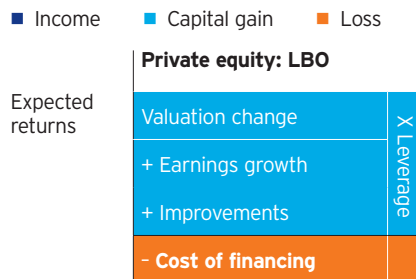 Income Capital gain Loss
Private equity: LBO
Expected
returns
Valuation change
+ Earnings growth
+ Improvements
X Leverage
- Cost of financing